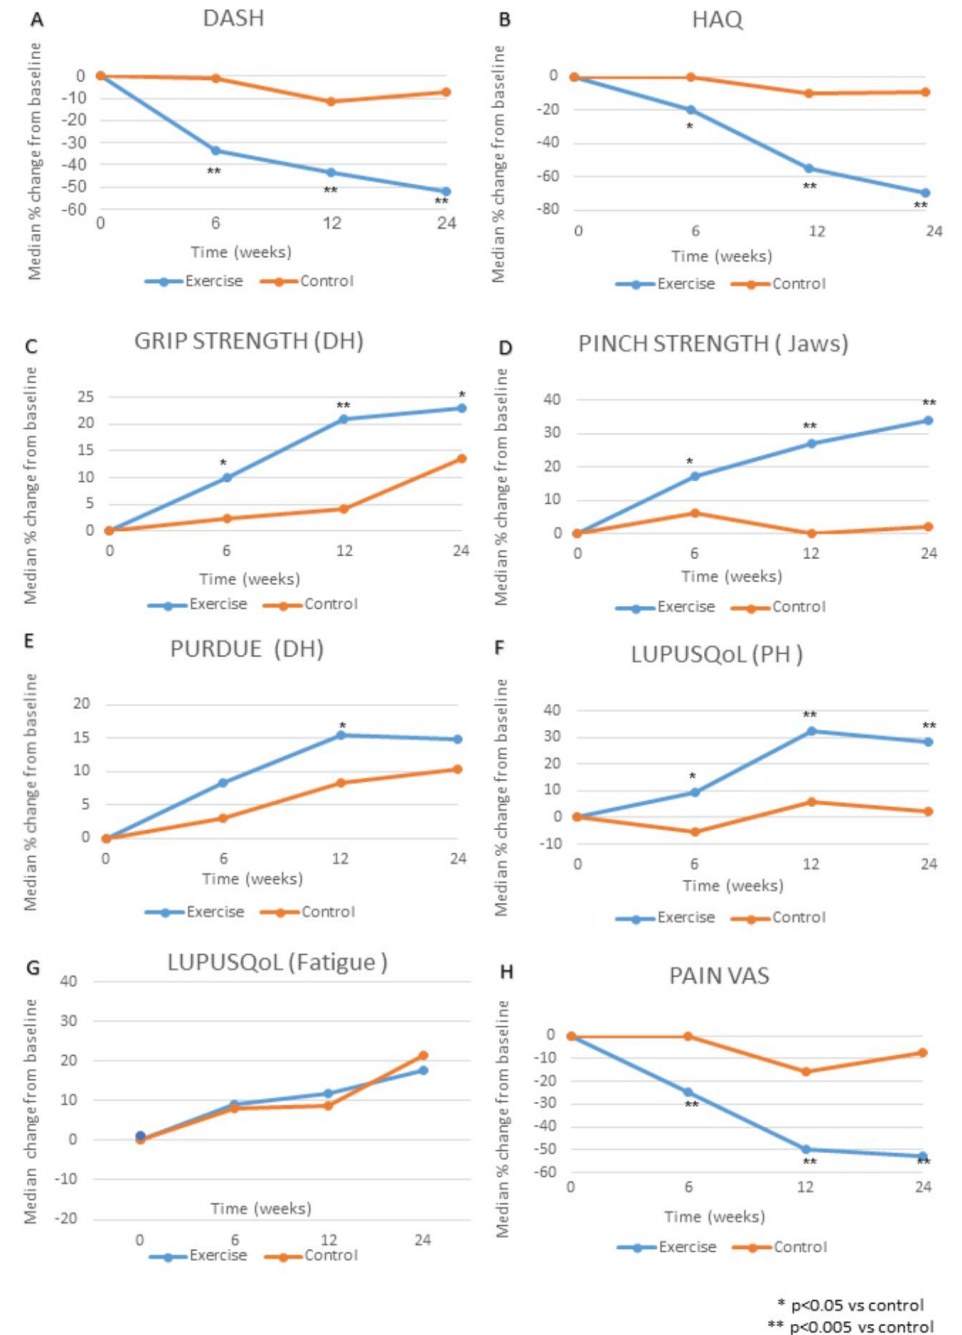 A
DASH
Median % change from baseline
0
-10
-20
-30
-40
-50
-60
**
**
**
0 6 12 24
Time (weeks)
Exercise Control
B
HAQ
Median % change from baseline
0
-20
-40
-60
-80
*
**
**
0 6 12 24
Time (weeks)
Exercise Control
C
GRIP STRENGTH (DH)
Median % change from baseline
25
20
15
10
5
0
*
**
*
0 6 12 24
Time (weeks)
Exercise Control
D
PINCH STRENGTH ( Jaws)
Median % change from baseline
40
30
20
10
0
*
**
**
0 6 12 24
Time (weeks)
Exercise Control
E
PURDUE (DH)
Median % change from baseline
20
15
10
5
0
*
0 6 12 24
Time (weeks)
Exercise Control
F
LUPUSQoL (PH )
Median % change from baseline
40
30
20
10
0
-10
*
**
**
0 6 12 24
Time (weeks)
Exercise Control
G
LUPUSQoL (Fatigue )
Median change from baseline
40
30
20
10
0
-10
-20
Time (weeks)
0 6 12 24
Exercise Control
H
PAIN VAS
Median % change from baseline
0
-10
-20
-30
-40
-50
-60
**
**
**
0 6 12 24
Time (weeks)
Exercise Control
* p<0.05 vs control
** p<0.005 vs control